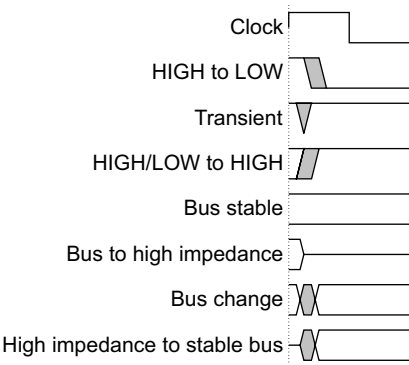 Clock
HIGH to LOW
Transient
HIGH/LOW to HIGH
Bus stable
Bus to high impedance
Bus change
High impedance to stable bus